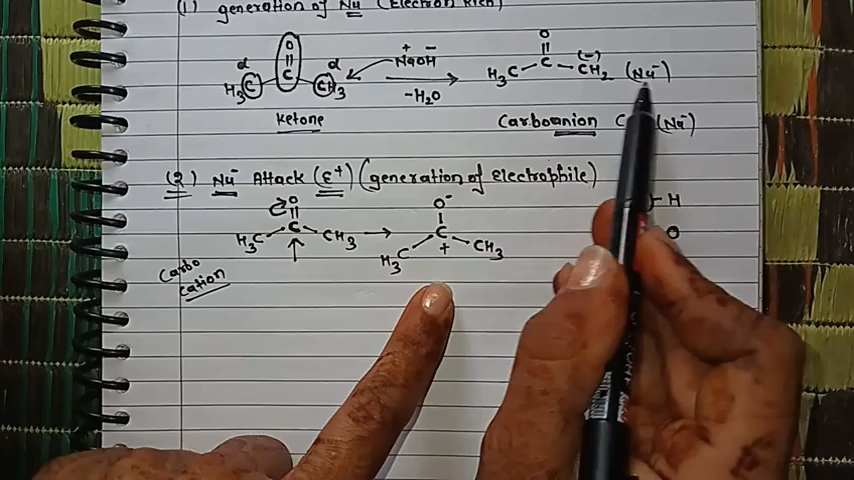 (1) generation of Nu (Electron Rich)
O
||
α C α
H3C CH3
+ -
NaOH
-H2O
ketone
O
||
H3C C (-)CH2 (Nu-)
Carboanion C (Nu-)
(2) Nu- Attack (E+) (generation of electrophile)
O
||
C
H3C CH3
O-
C
+
H3C CH3
H
O
Carbo
cation